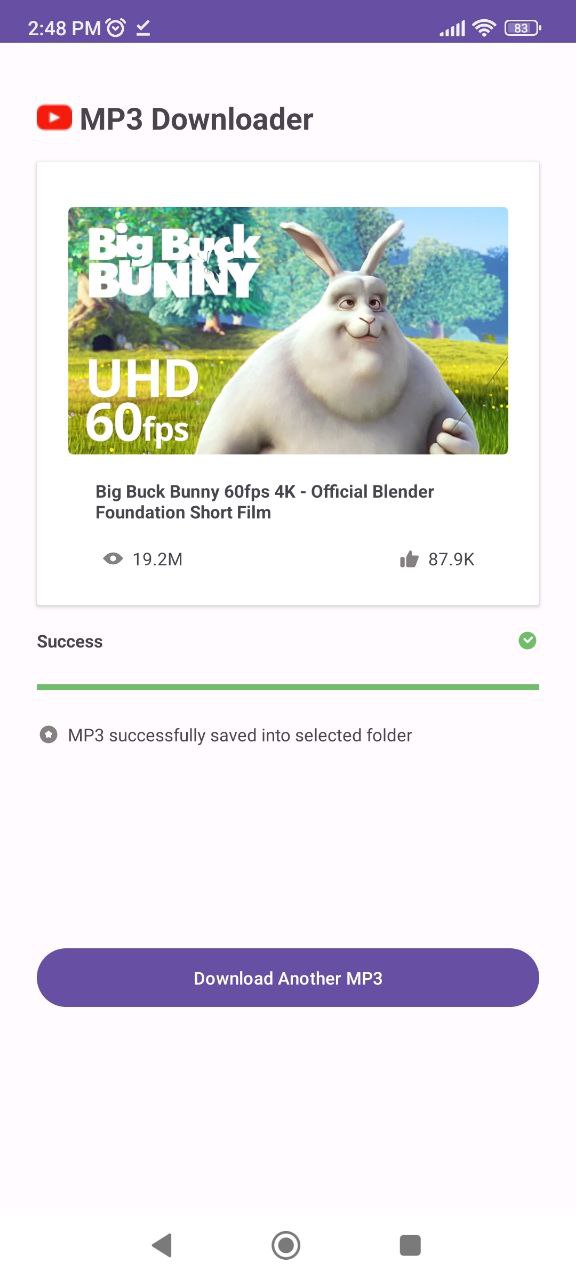 2:48 PM
83
MP3 Downloader
Big Buck
BUNNY
UHD
60fps
Big Buck Bunny 60fps 4K - Official Blender
Foundation Short Film
19.2M
87.9K
Success
MP3 successfully saved into selected folder
Download Another MP3